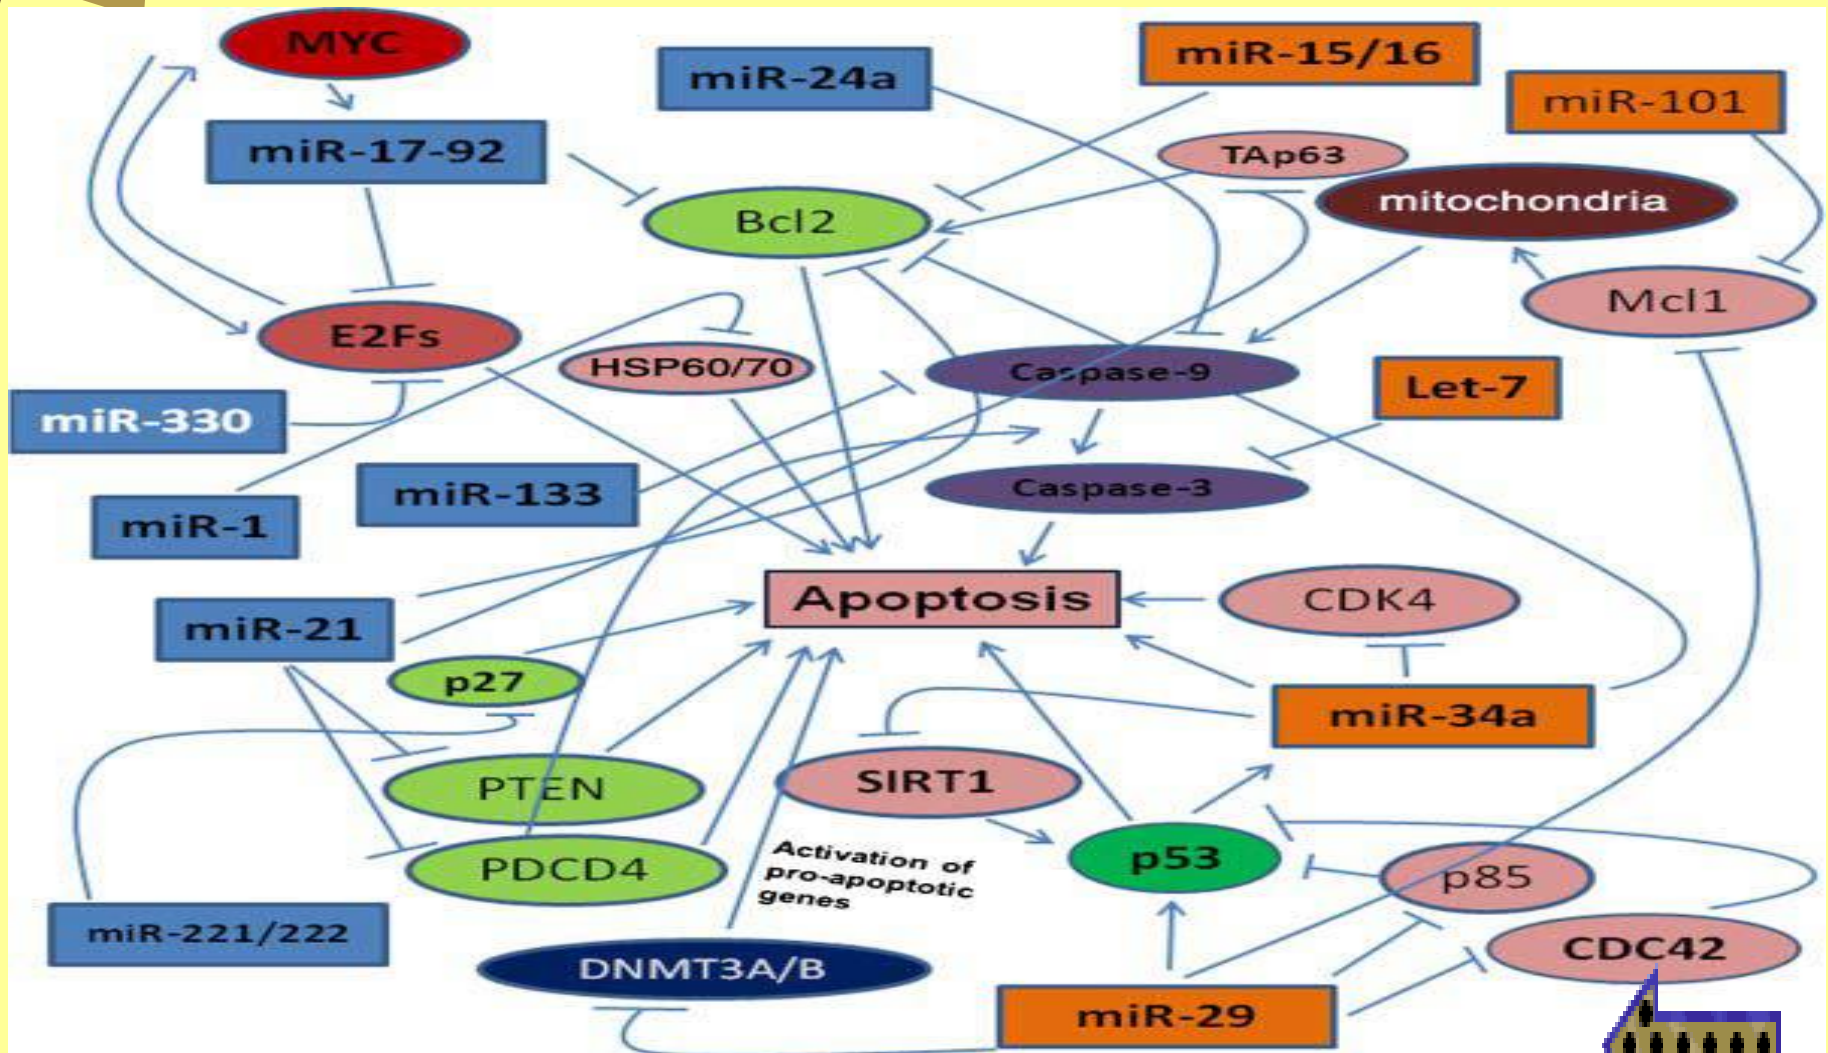 MYC
miR-15/16
miR-24a
miR-101
miR-17-92
TAp63
mitochondria
Bcl2
Mcl1
E2Fs
HSP60/70
Caspase-9
Let-7
miR-330
miR-133
Caspase-3
miR-1
Apoptosis
CDK4
miR-21
p27
miR-34a
PTEN
SIRT1
Activation of
pro-apoptotic
genes
p53
PDCD4
p85
miR-221/222
CDC42
DNMT3A/B
miR-29